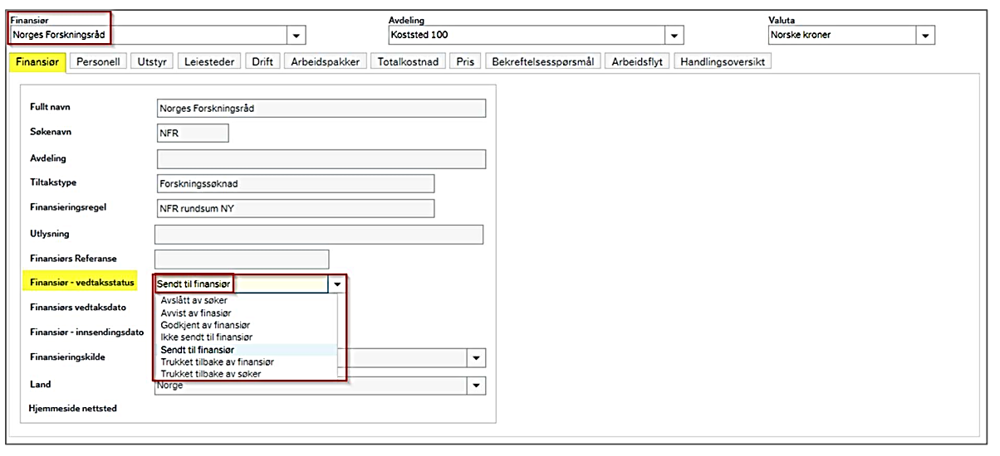 Finansiør Avdeling Valuta
Norges Forskningsråd Koststed 100 Norske kroner
Finansiør Personell Utstyr Leiesteder Drift Arbeidspakker Totalkostnad Pris Bekreftelsesspørsmål Arbeidsflyt Handlingsoversikt
Fullt navn Norges Forskningsråd
Søkenavn NFR
Avdeling
Tiltakstype Forskningssøknad
Finansieringsregel NFR rundsum NY
Utlysning
Finansiørs Referanse
Finansiør - vedtaksstatus Sendt til finansiør
Avslått av søker
Finansiørs vedtaksdato Avvist av finasiør
Godkjent av finansiør
Finansiør - innsendingsdato Ikke sendt til finansiør
Sendt til finansiør
Finansieringskilde Trukket tilbake av finansiør
Trukket tilbake av søker
Land Norge
Hjemmeside nettsted